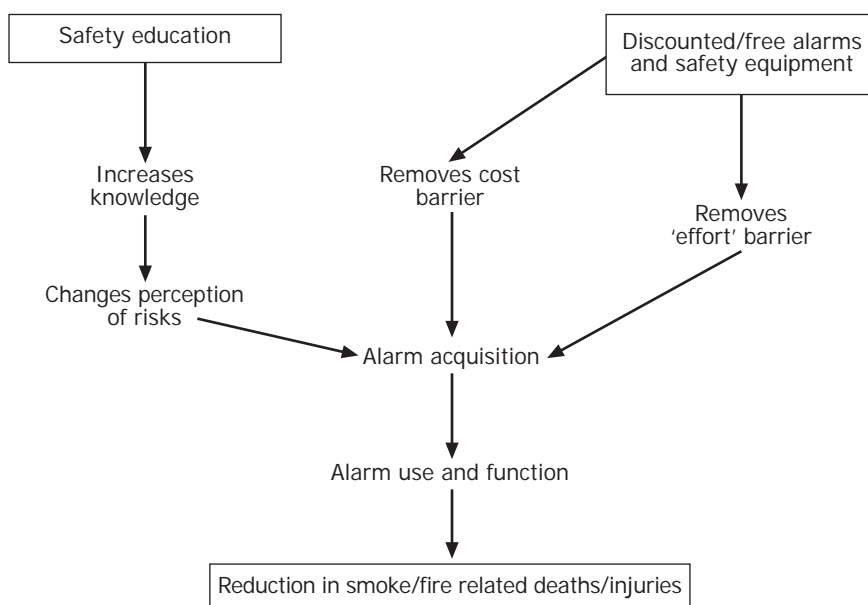 Safety education
Discounted/free alarms
and safety equipment
Increases
knowledge
Removes cost
barrier
Removes
‘effort’ barrier
Changes perception
of risks
Alarm acquisition
Alarm use and function
Reduction in smoke/fire related deaths/injuries